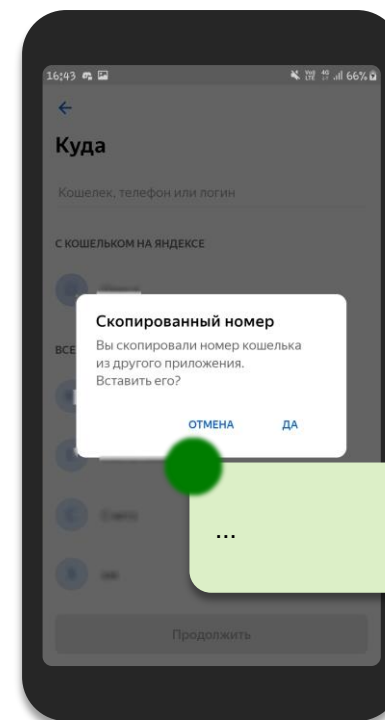 16:43 66%
Куда
Кошелек, телефон или логин
С КОШЕЛЬКОМ НА ЯНДЕКСЕ
Скопированный номер
ВСЕ
Вы скопировали номер кошелька
из другого приложения.
Вставить его?
ОТМЕНА ДА
...
Продолжить